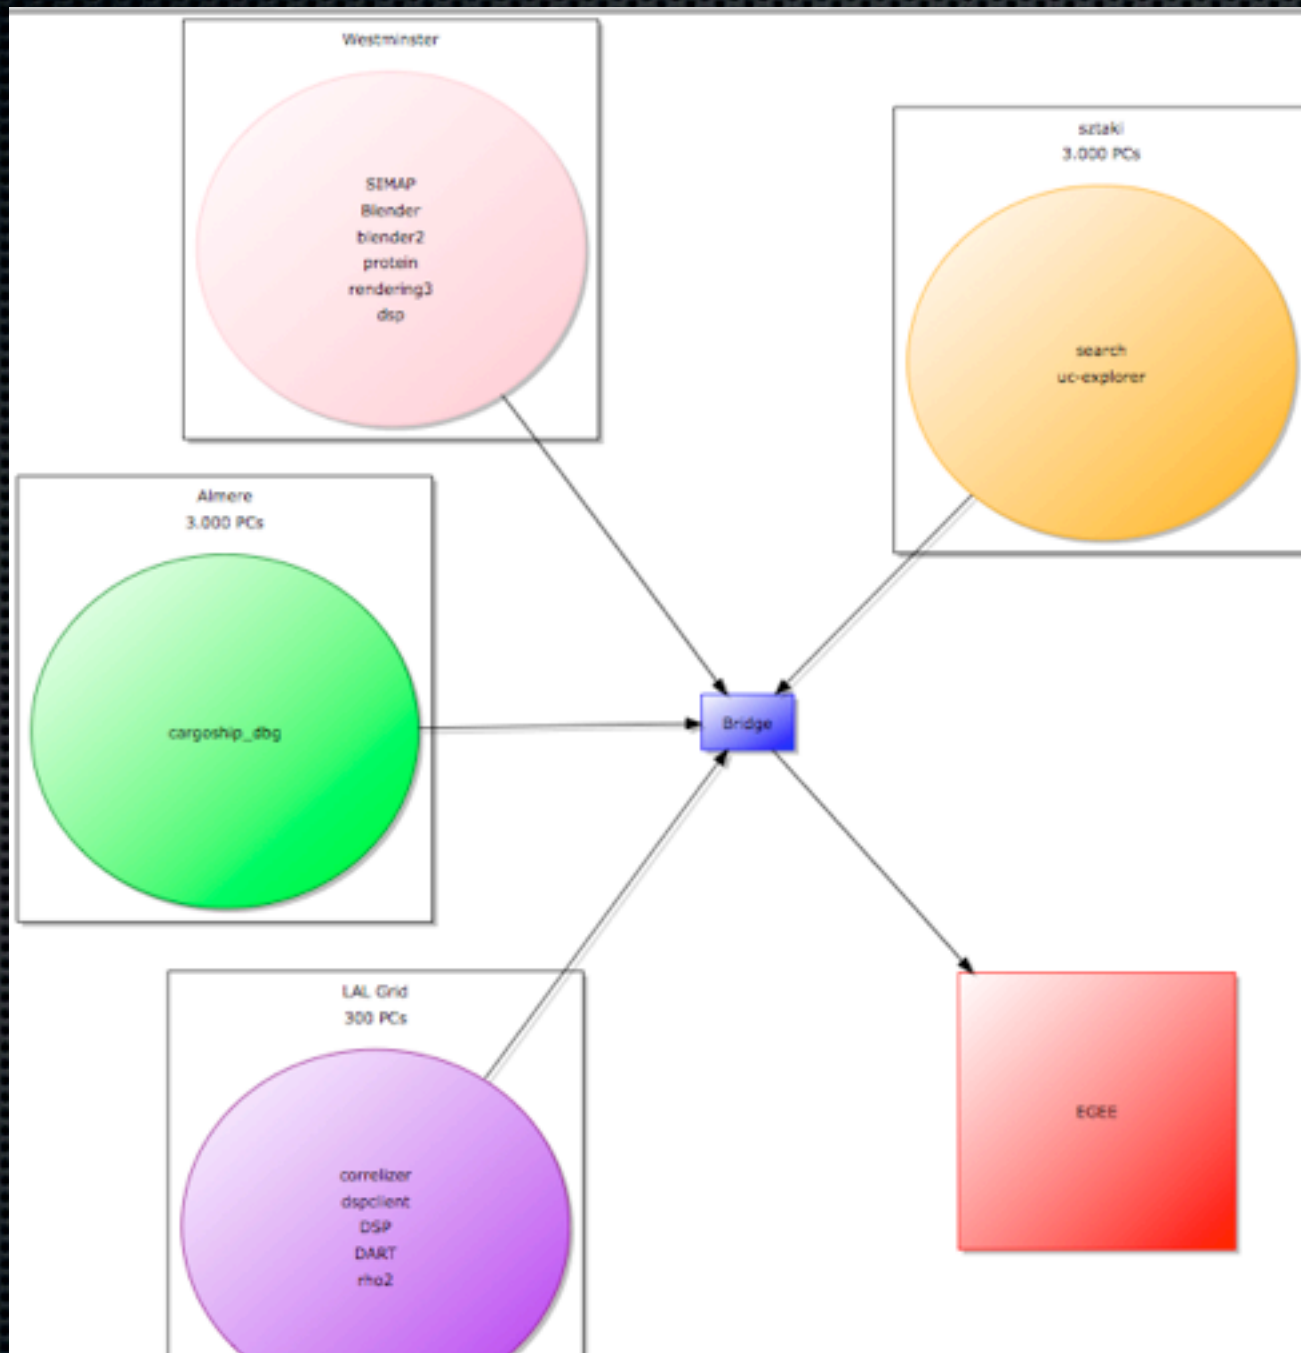 Westminster
SIMAP
Blender
blender2
protein
rendering3
dsp
sztaki
3.000 PCs
search
uc-explorer
Almere
3.000 PCs
cargoship_dbg
Bridge
LAL Grid
300 PCs
correlizer
dspclient
DSP
DART
rho2
EGEE